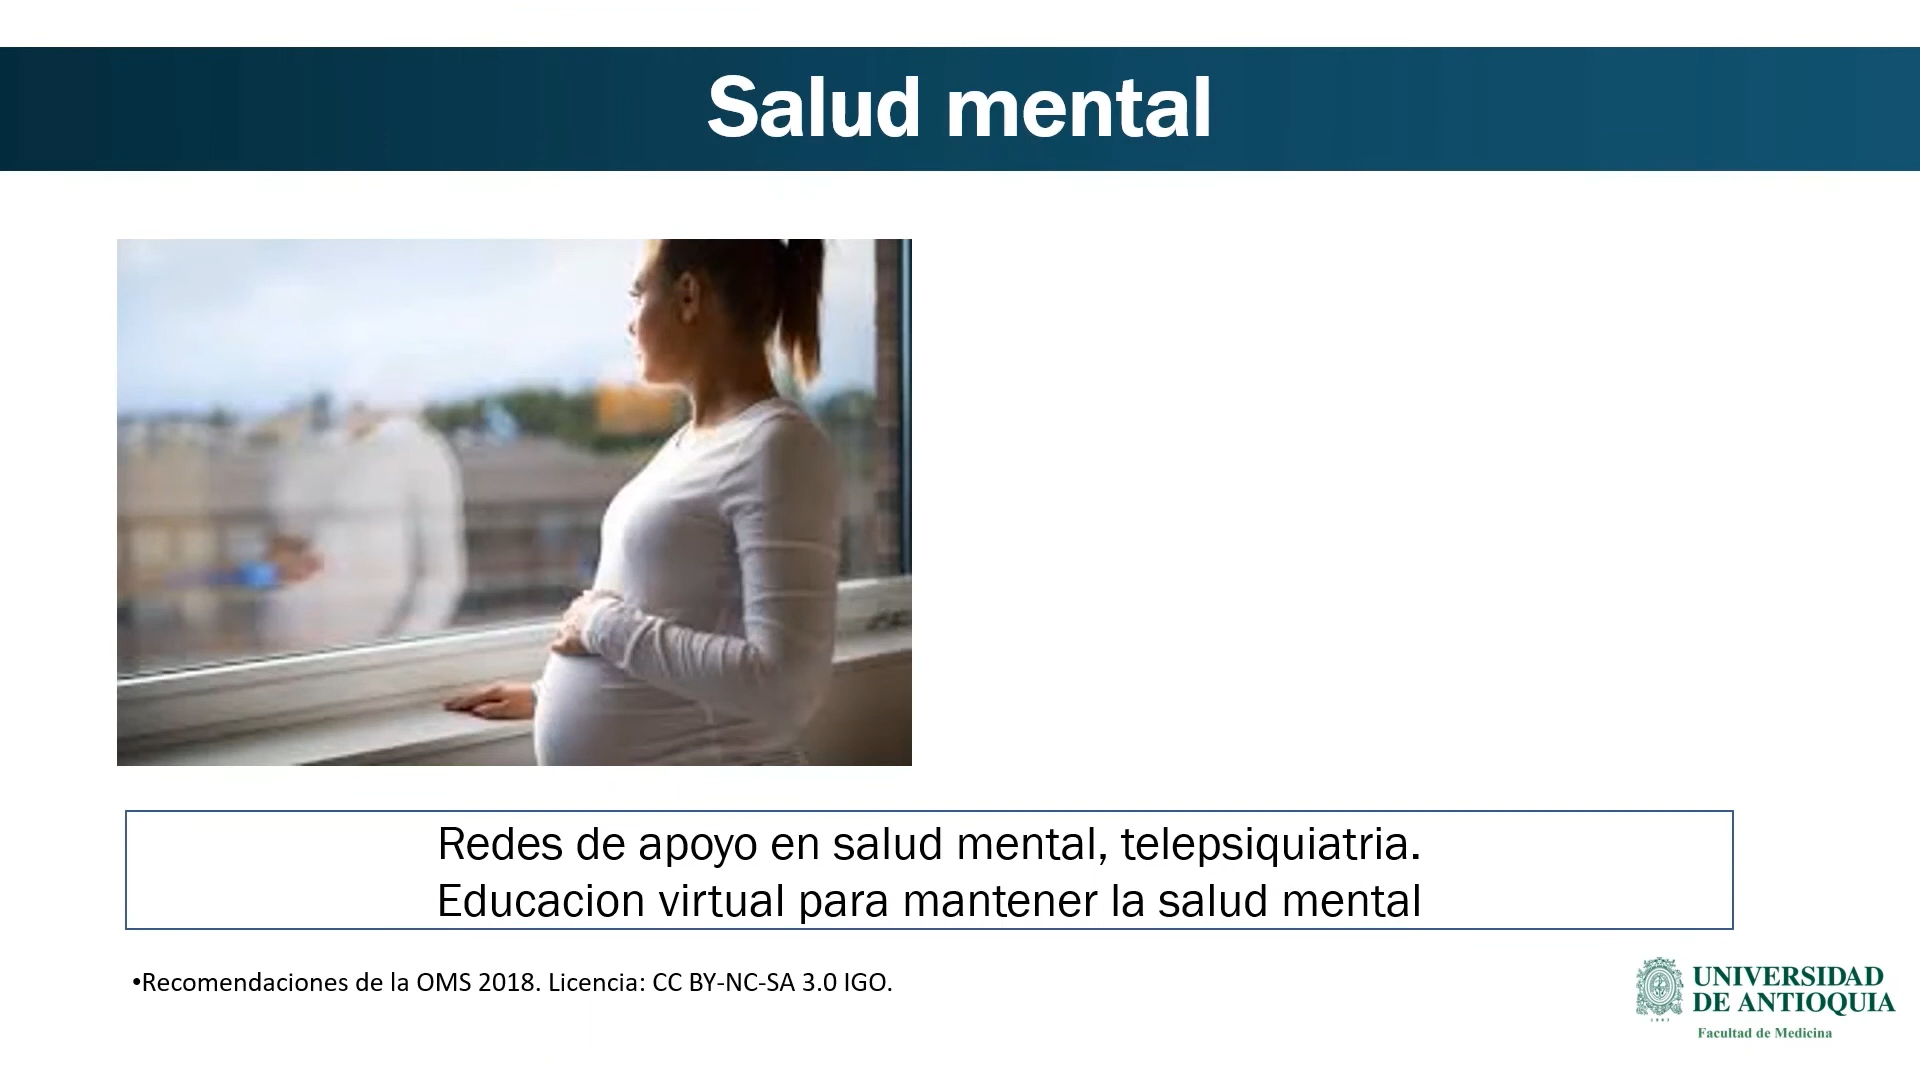 Salud mental
Redes de apoyo en salud mental, telepsiquiatria.
Educacion virtual para mantener la salud mental
•Recomendaciones de la OMS 2018. Licencia: CC BY-NC-SA 3.0 IGO.
UNIVERSIDAD
DE ANTIOQUIA
Facultad de Medicina